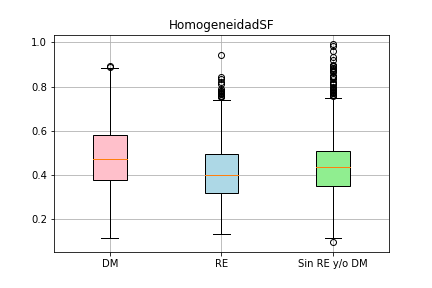 HomogeneidadSF
1.0
0.8
0.6
0.4
0.2
DM
RE
Sin RE y/o DM